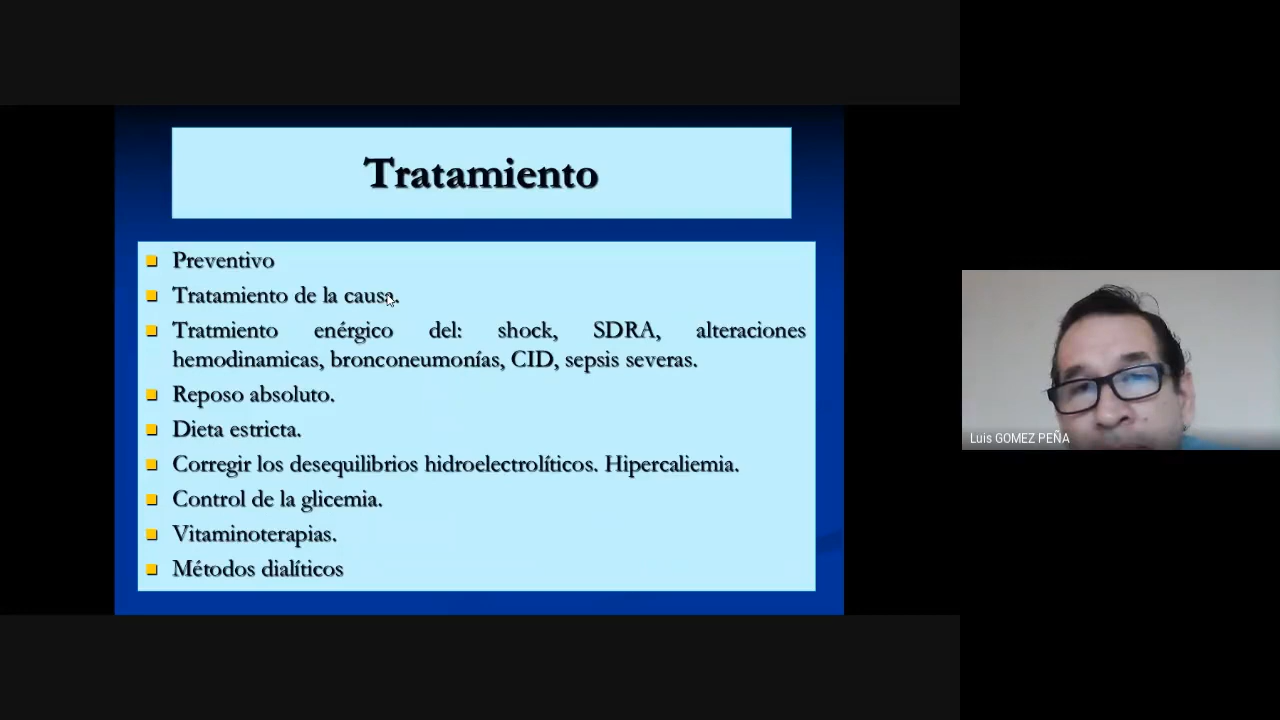 Tratamiento
Preventivo
Tratamiento de la causa.
Tratmiento enérgico del: shock, SDRA, alteraciones
hemodinamicas, bronconeumonías, CID, sepsis severas.
Reposo absoluto.
Dieta estricta.
Corregir los desequilibrios hidroelectrolíticos. Hipercaliemia.
Control de la glicemia.
Vitaminoterapias.
Métodos dialíticos
Luis GOMEZ PEÑA